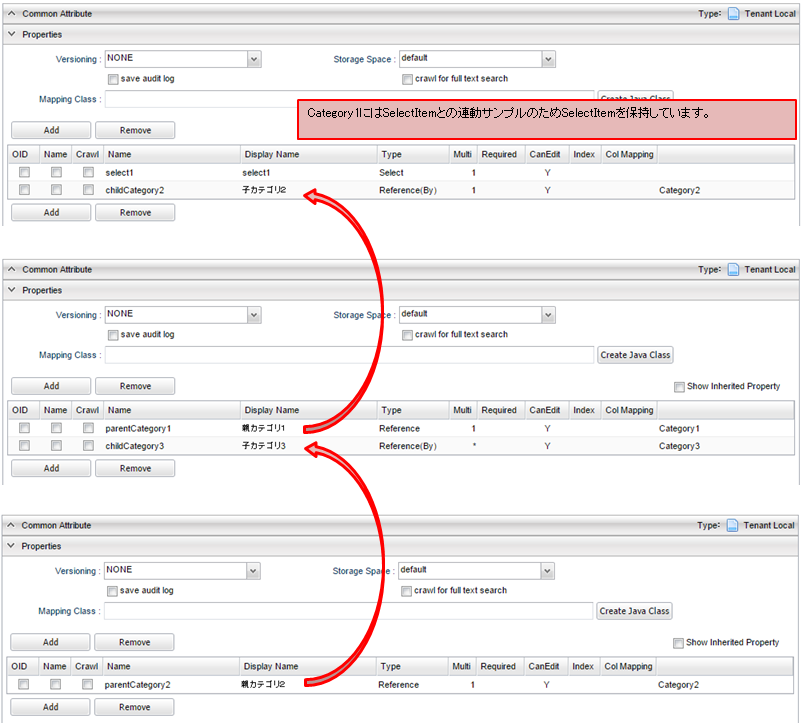 Common Attribute Type: Tenant Local
Properties
Versioning : NONE Storage Space : default
save audit log crawl for full text search
Mapping Class : Create Java Class
Category1にはSelectItemとの連動サンプルのためSelectItemを保持しています。
Add Remove
OID Name Crawl Name Display Name Type Multi Required CanEdit Index Col Mapping
select1 select1 Select 1 Y
childCategory2 子カテゴリ2 Reference(By) 1 Y Category2
Add Remove
Common Attribute Type: Tenant Local
Properties
Versioning : NONE Storage Space : default
save audit log crawl for full text search
Mapping Class : Create Java Class
Add Remove Show Inherited Property
OID Name Crawl Name Display Name Type Multi Required CanEdit Index Col Mapping
parentCategory1 親カテゴリ1 Reference 1 Y Category1
childCategory3 子カテゴリ3 Reference(By) * Y Category3
Add Remove
Common Attribute Type: Tenant Local
Properties
Versioning : NONE Storage Space : default
save audit log crawl for full text search
Mapping Class : Create Java Class
Add Remove Show Inherited Property
OID Name Crawl Name Display Name Type Multi Required CanEdit Index Col Mapping
parentCategory2 親カテゴリ2 Reference 1 Y Category2
Add Remove